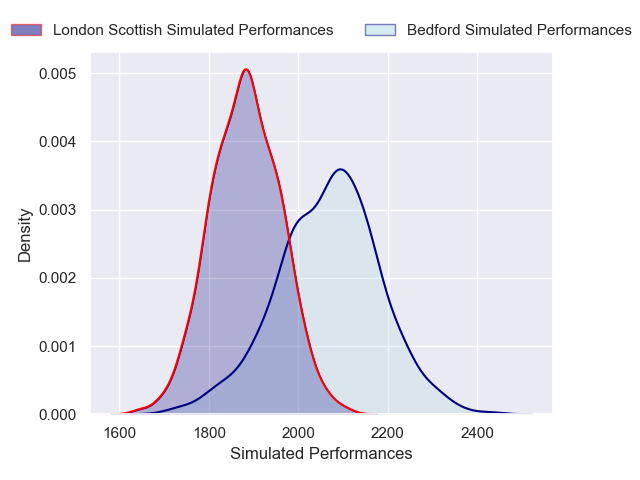 London Scottish Simulated Performances
Bedford Simulated Performances
0.005
0.004
0.003
0.002
0.001
0.000
Density
1600
1800
2000
2200
2400
Simulated Performances